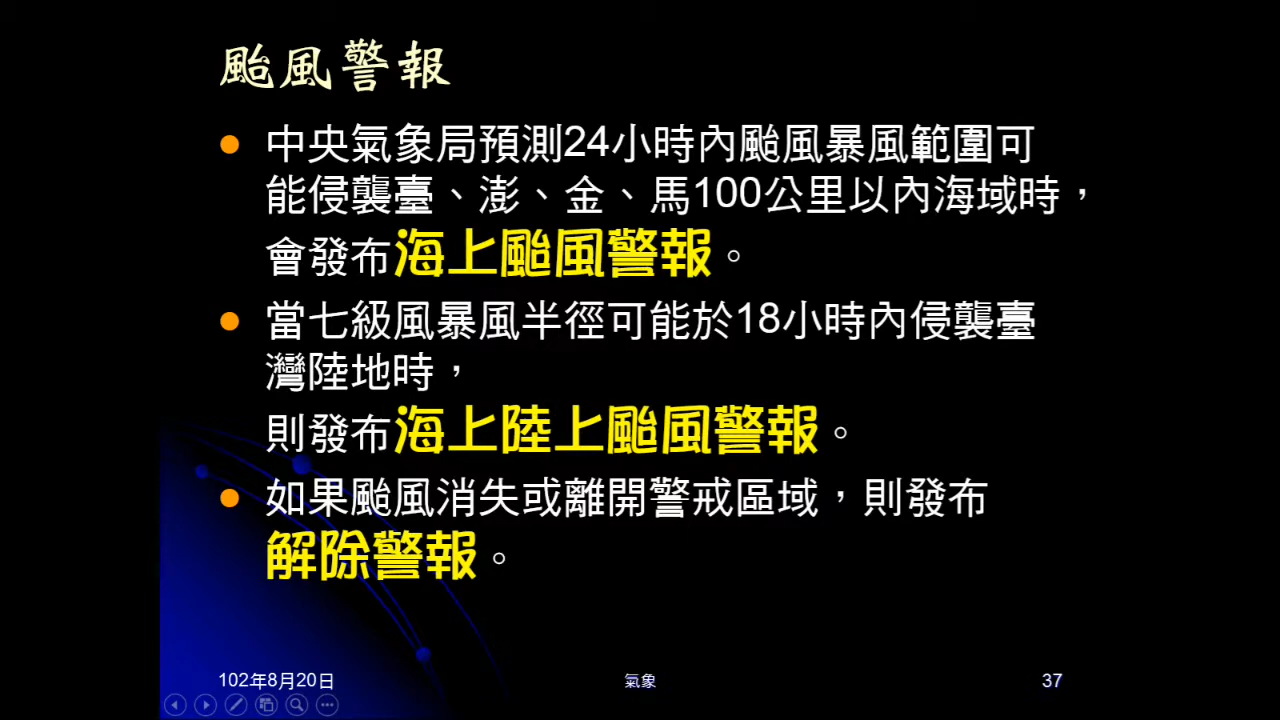 颱風警報
中央氣象局預測24小時內颱風暴風範圍可
能侵襲臺、澎、金、馬100公里以內海域時，
會發布海上颱風警報。
當七級風暴風半徑可能於18小時內侵襲臺
灣陸地時，
則發布海上陸上颱風警報。
如果颱風消失或離開警戒區域，則發布
解除警報。
102年8月20日
氣象
37